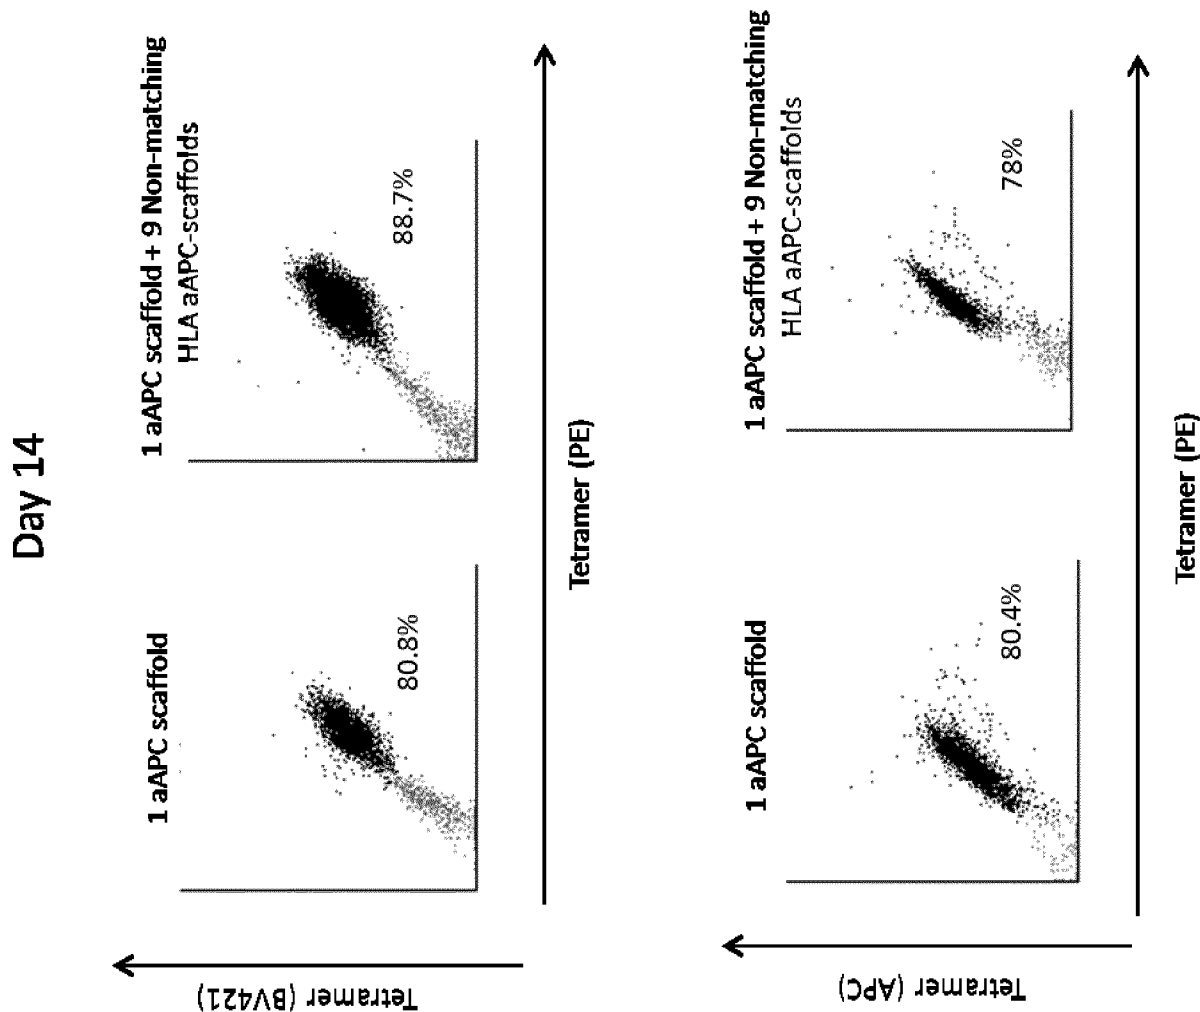 Day 14
1 aAPC scaffold
1 aAPC scaffold + 9 Non-matching
HLA aAPC-scaffolds
80.8%
88.7%
Tetramer (BV421)
Tetramer (PE)
1 aAPC scaffold
1 aAPC scaffold + 9 Non-matching
HLA aAPC-scaffolds
80.4%
78%
Tetramer (APC)
Tetramer (PE)